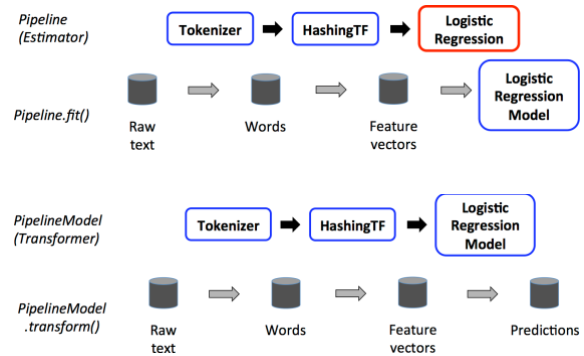 Pipeline
(Estimator)
Tokenizer
HashingTF
Logistic
Regression
Pipeline.fit()
Raw
text
Words
Feature
vectors
Logistic
Regression
Model
PipelineModel
(Transformer)
Tokenizer
HashingTF
Logistic
Regression
Model
PipelineModel
.transform()
Raw
text
Words
Feature
vectors
Predictions